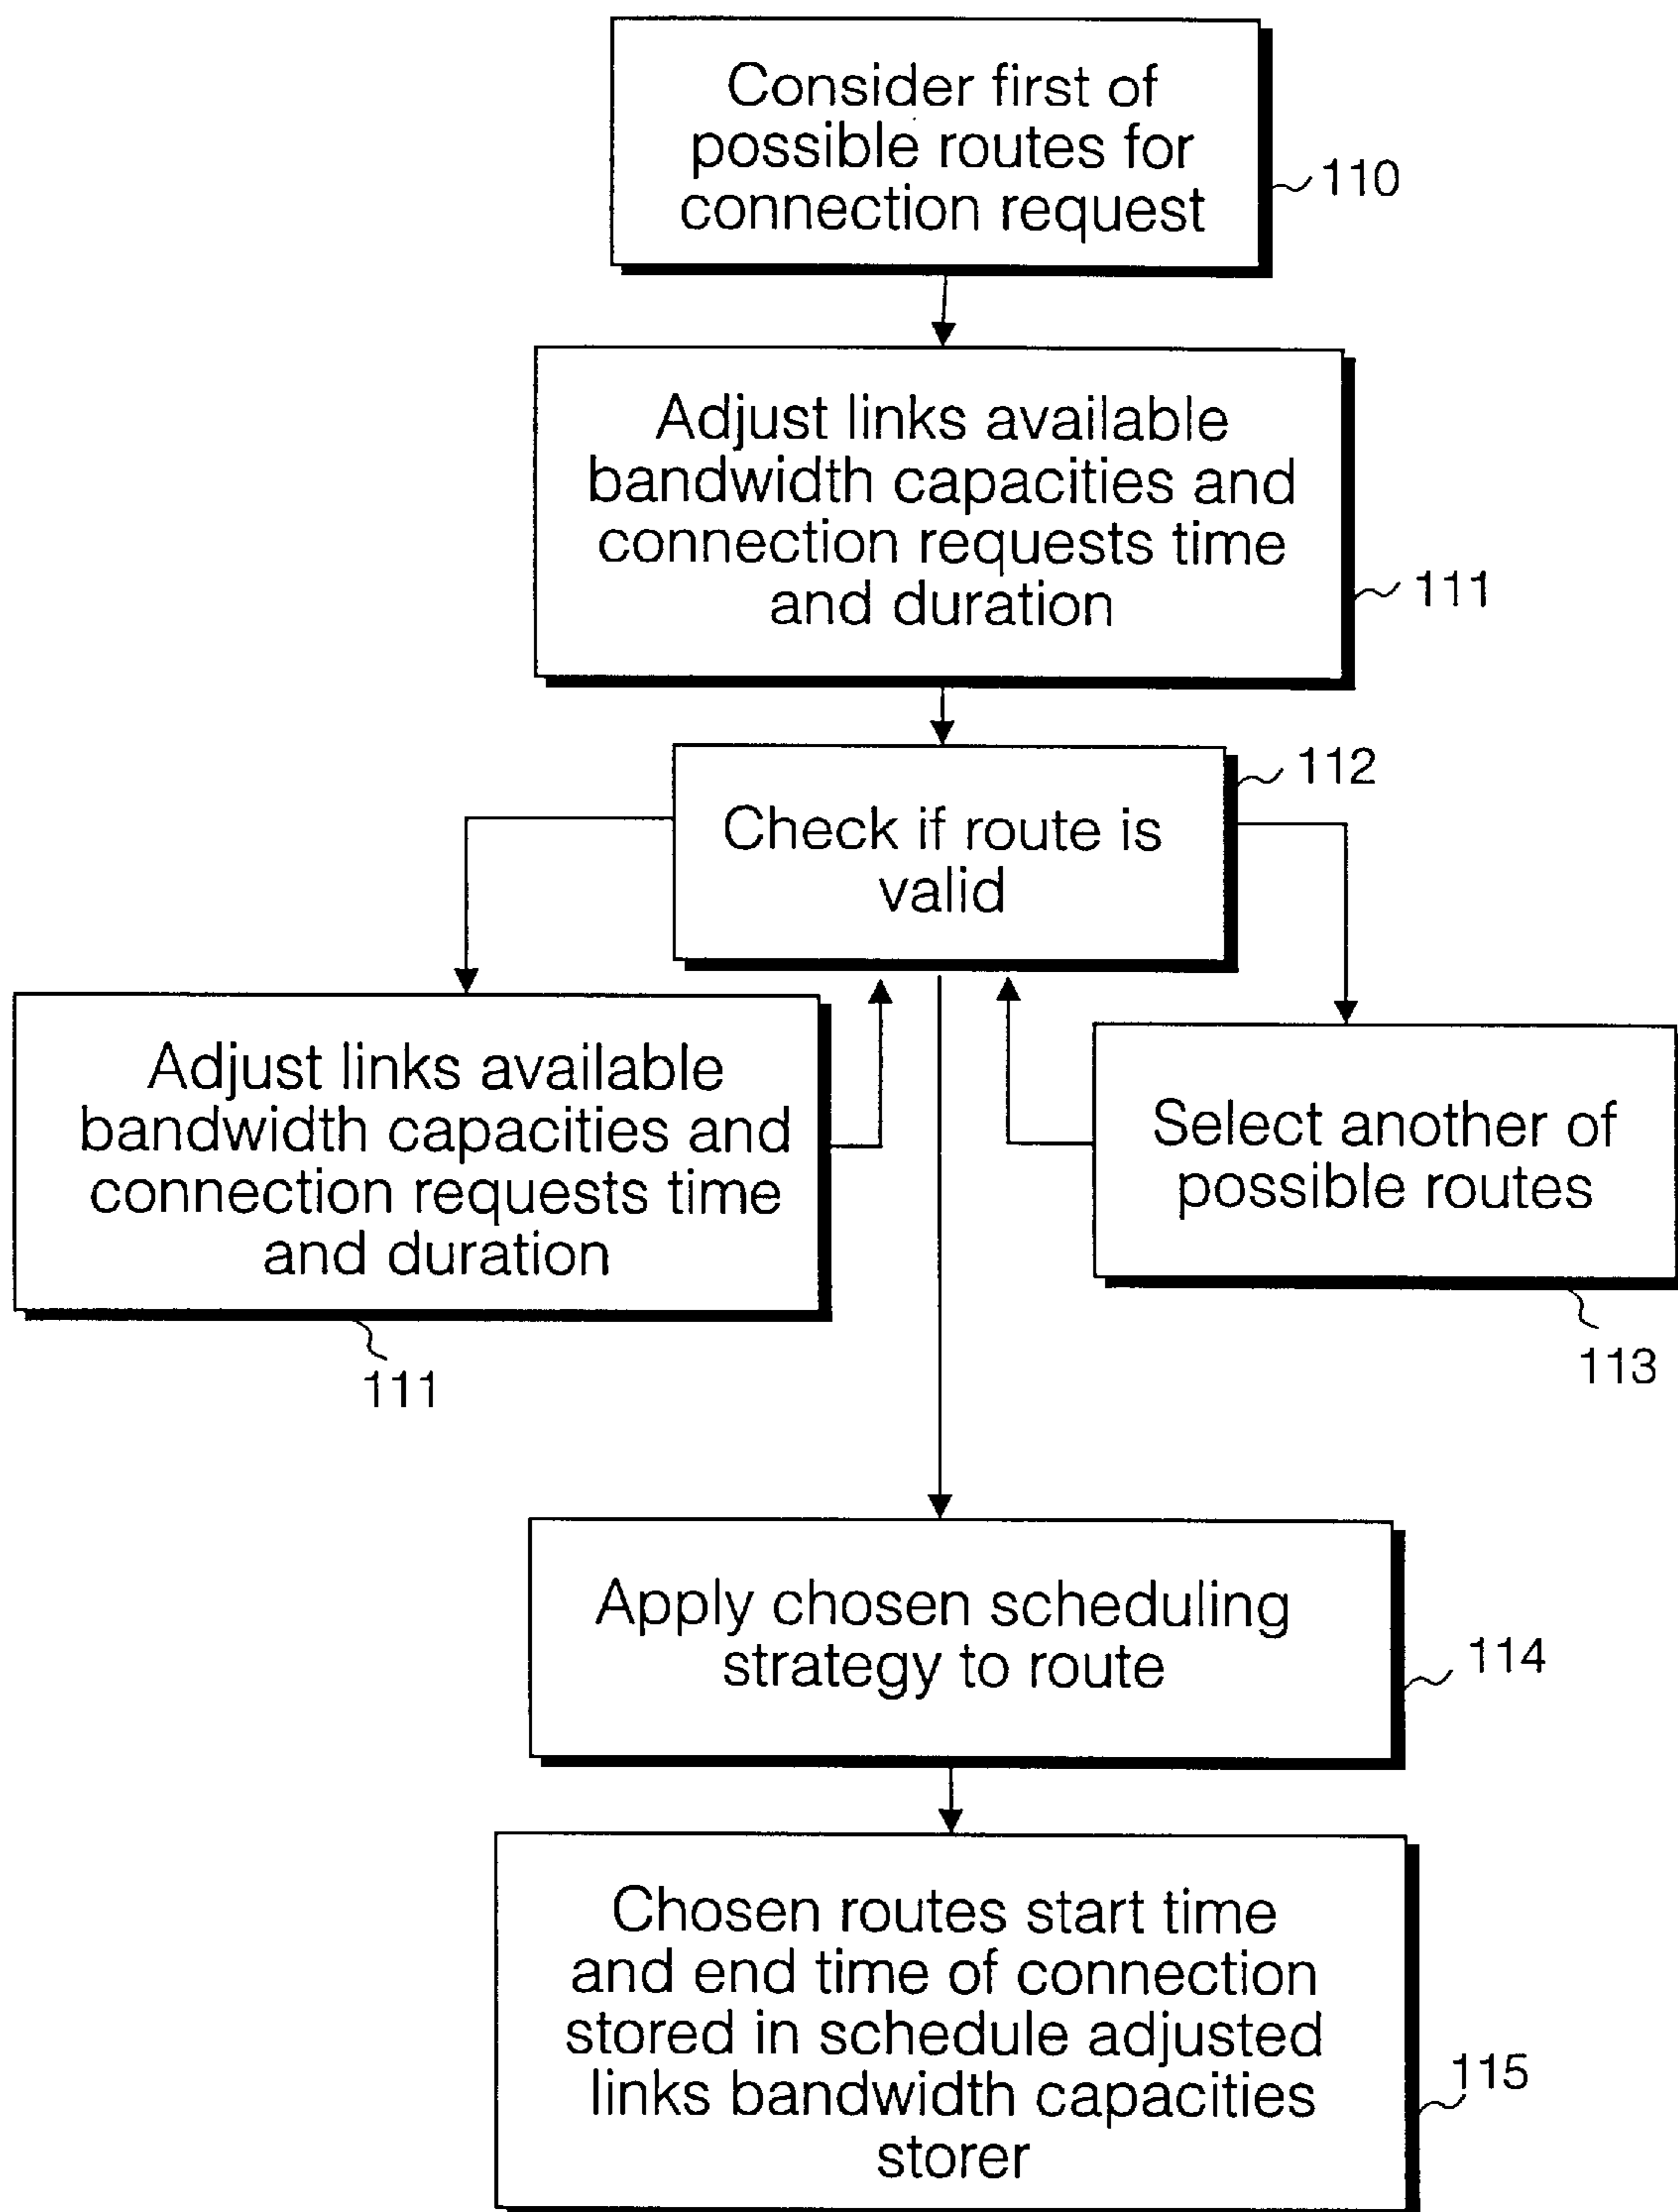 Consider first of
possible routes for
connection request
110
Adjust links available
bandwidth capacities and
connection requests time
and duration
111
112
Check if route is
valid
Adjust links available
bandwidth capacities and
connection requests time
and duration
111
Select another of
possible routes
113
Apply chosen scheduling
strategy to route
114
Chosen routes start time
and end time of connection
stored in schedule adjusted
links bandwidth capacities
storer
115